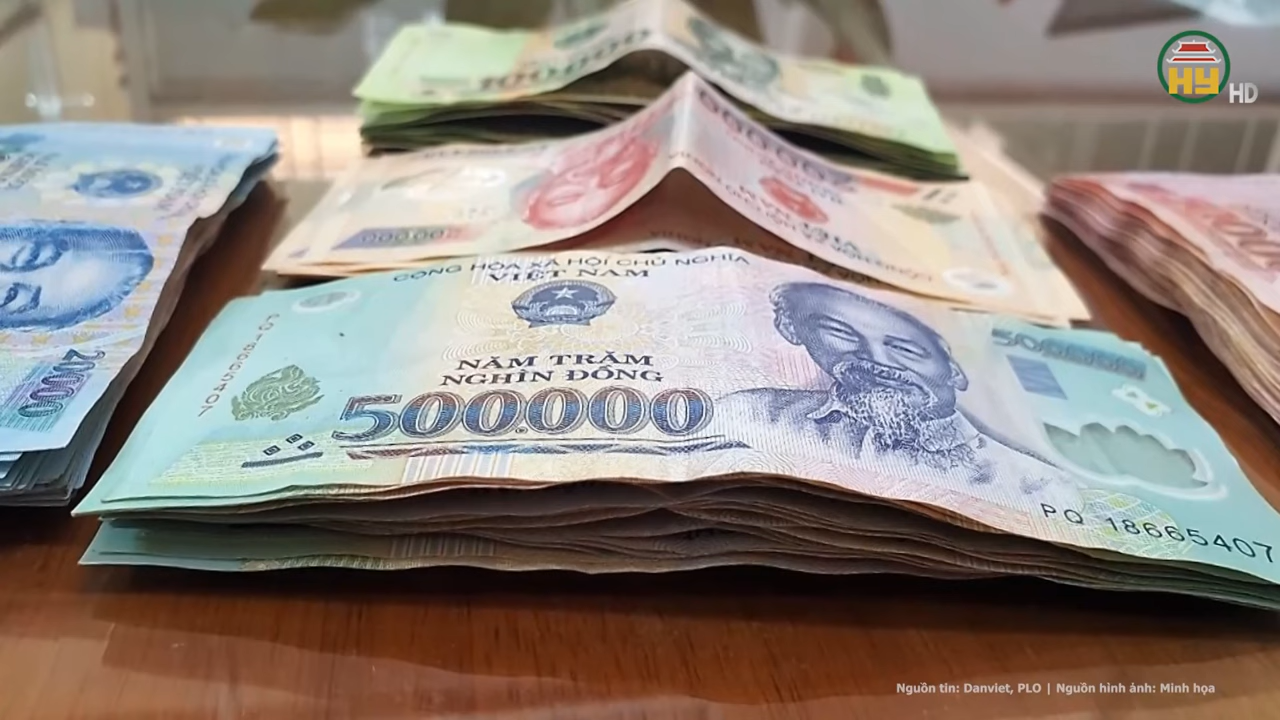 HY HD
100000
CỘNG HÒA XÃ HỘI CHỦ NGHĨA
VIỆT NAM
NĂM TRĂM
NGHÌN ĐỒNG
500.000
500000
PQ 18665407
Nguồn tin: Danviet, PLO | Nguồn hình ảnh: Minh họa